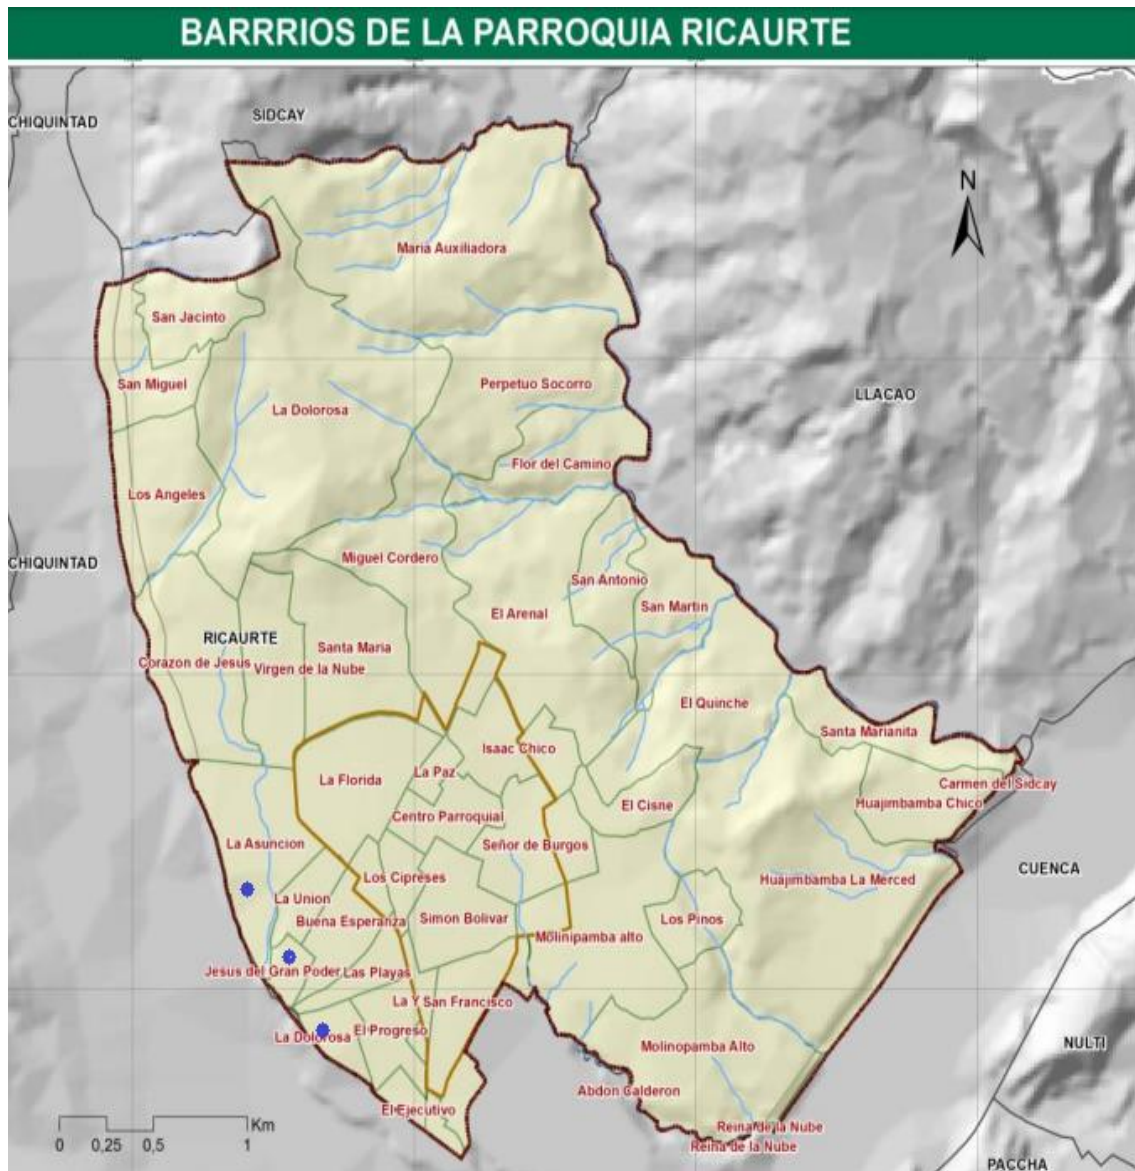 BARRRIOS DE LA PARROQUIA RICAURTE
SIDCAY
CHIQUINTAD
N
Maria Auxiliadora
San Jacinto
San Miguel
Perpetuo Socorro
LLACAO
La Dolorosa
Flor del Camino
Los Angeles
CHIQUINTAD
Miguel Cordero
San Antonio
San Martin
El Arenal
RICAURTE
Santa Maria
Corazon de Jesus
Virgen de la Nube
El Quinche
Santa Marianita
Isaac Chico
La Florida
La Paz
Carmen del Sidcay
El Cisne
Huajimbamba Chico
Centro Parroquial
La Asuncion
Señor de Burgos
CUENCA
Los Cipreses
Huajimbamba La Merced
La Union
Buena Esperanza
Simon Bolivar
Los Pinos
Molinipamba alto
Jesus del Gran Poder
Las Playas
La Y
San Francisco
La Dolorosa
El Progreso
Molinopamba Alto
NULTI
Abdon Calderon
El Ejecutivo
Reina de la Nube
Reina de la Nube
Km
0 0,25 0,5 1
PACCHA